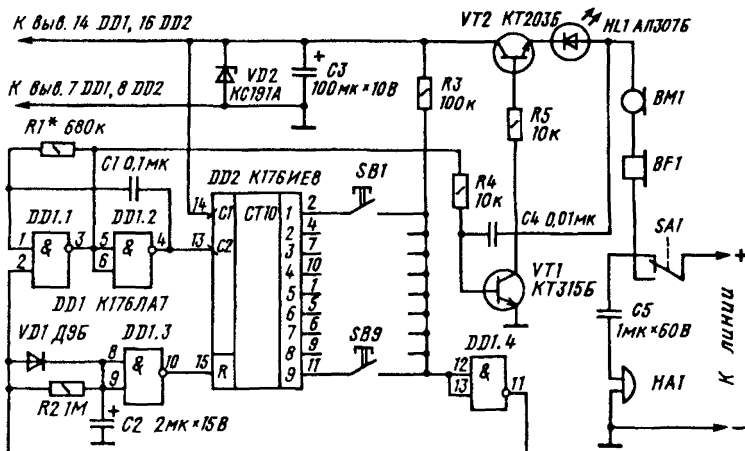 К выв. 14 DD1, 16 DD2
VT2 КТ203Б
HL1 АЛ307Б
К выв. 7 DD1, 8 DD2
VD2
КС191А
+
C3
100мк×10В
R3
100к
R5
10к
BM1
BF1
R1* 680к
C1 0,1мк
DD2 К176ИЕ8
SB1
R4
10к
C4 0,01мк
SA1
DD1.1
DD1.2
14
C1
CT10
1
2
2
4
3
7
4
10
5
1
6
5
7
6
8
9
9
11
13
C2
15
R
1
2
&
3
5
6
&
4
DD1 К176ЛА7
VT1
КТ315Б
+
C5
1мк×60В
К линии
VD1 Д9Б
DD1.3
8
9
&
10
SB9
DD1.4
12
13
&
11
HA1
R2 1М
+
C2 2мк×15В
−